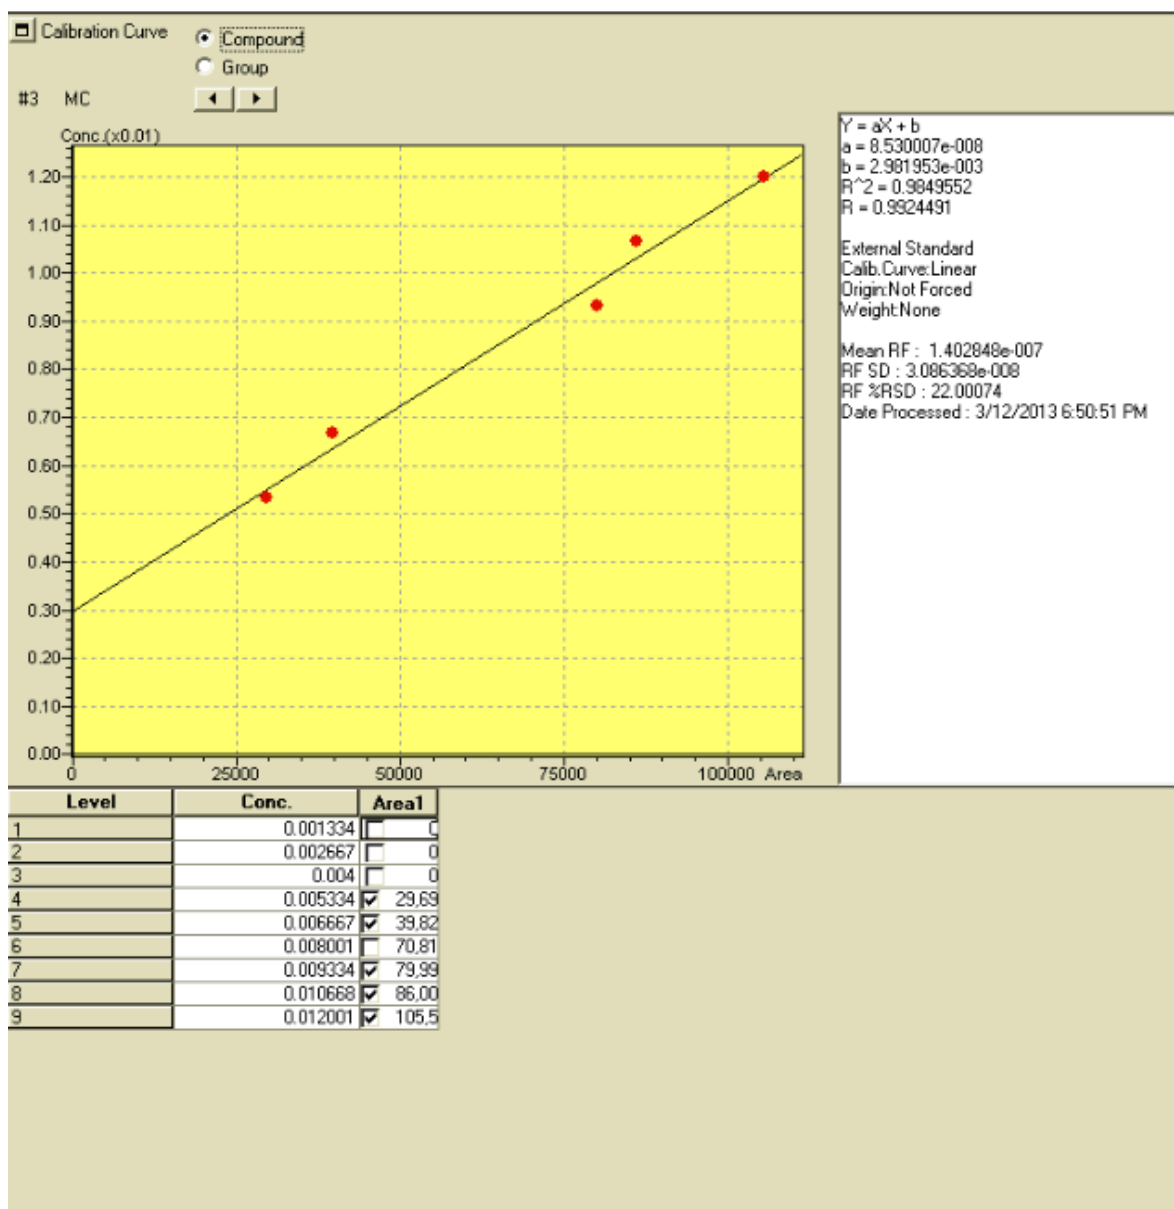 Calibration Curve
Compound
Group
#3 MC
Conc.(x0.01)
1.20
1.10
1.00
0.90
0.80
0.70
0.60
0.50
0.40
0.30
0.20
0.10
0.00
0 25000 50000 75000 100000 Area
Y = aX + b
a = 8.530007e-008
b = 2.981953e-003
R^2 = 0.9849552
R = 0.9924491
External Standard
Calib.Curve:Linear
Origin:Not Forced
Weight:None
Mean RF : 1.402848e-007
RF SD : 3.086368e-008
RF %RSD : 22.00074
Date Processed : 3/12/2013 6:50:51 PM
Level Conc. Area1
1 0.001334 0
2 0.002667 0
3 0.004 0
4 0.005334 29,69
5 0.006667 39,82
6 0.008001 70,81
7 0.009334 79,99
8 0.010668 86,00
9 0.012001 105,5